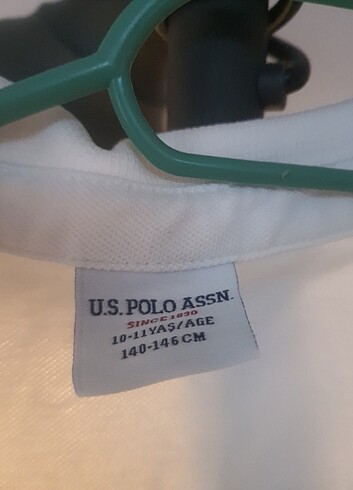 U.S. POLO ASSN.
SINCE 1890
10-11 YAŞ/AGE
140-146 CM